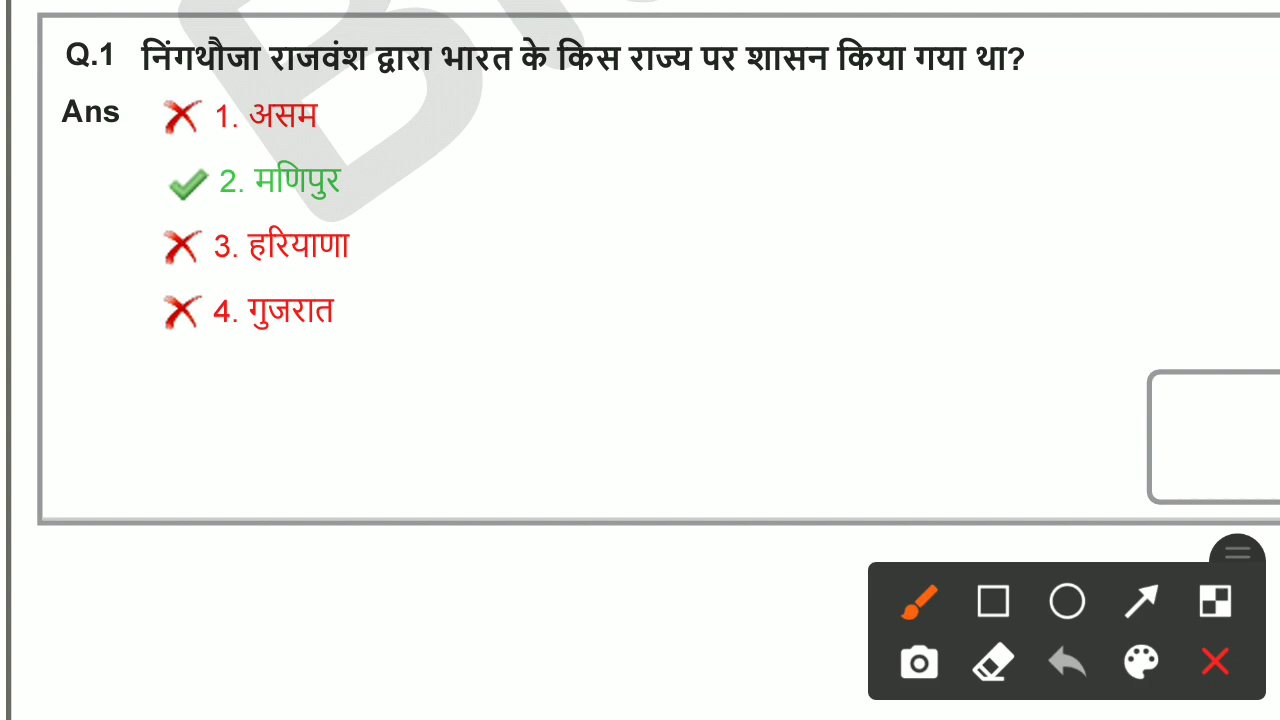 Q.1 निंगथौजा राजवंश द्वारा भारत के किस राज्य पर शासन किया गया था?
Ans 1. असम
2. मणिपुर
3. हरियाणा
4. गुजरात